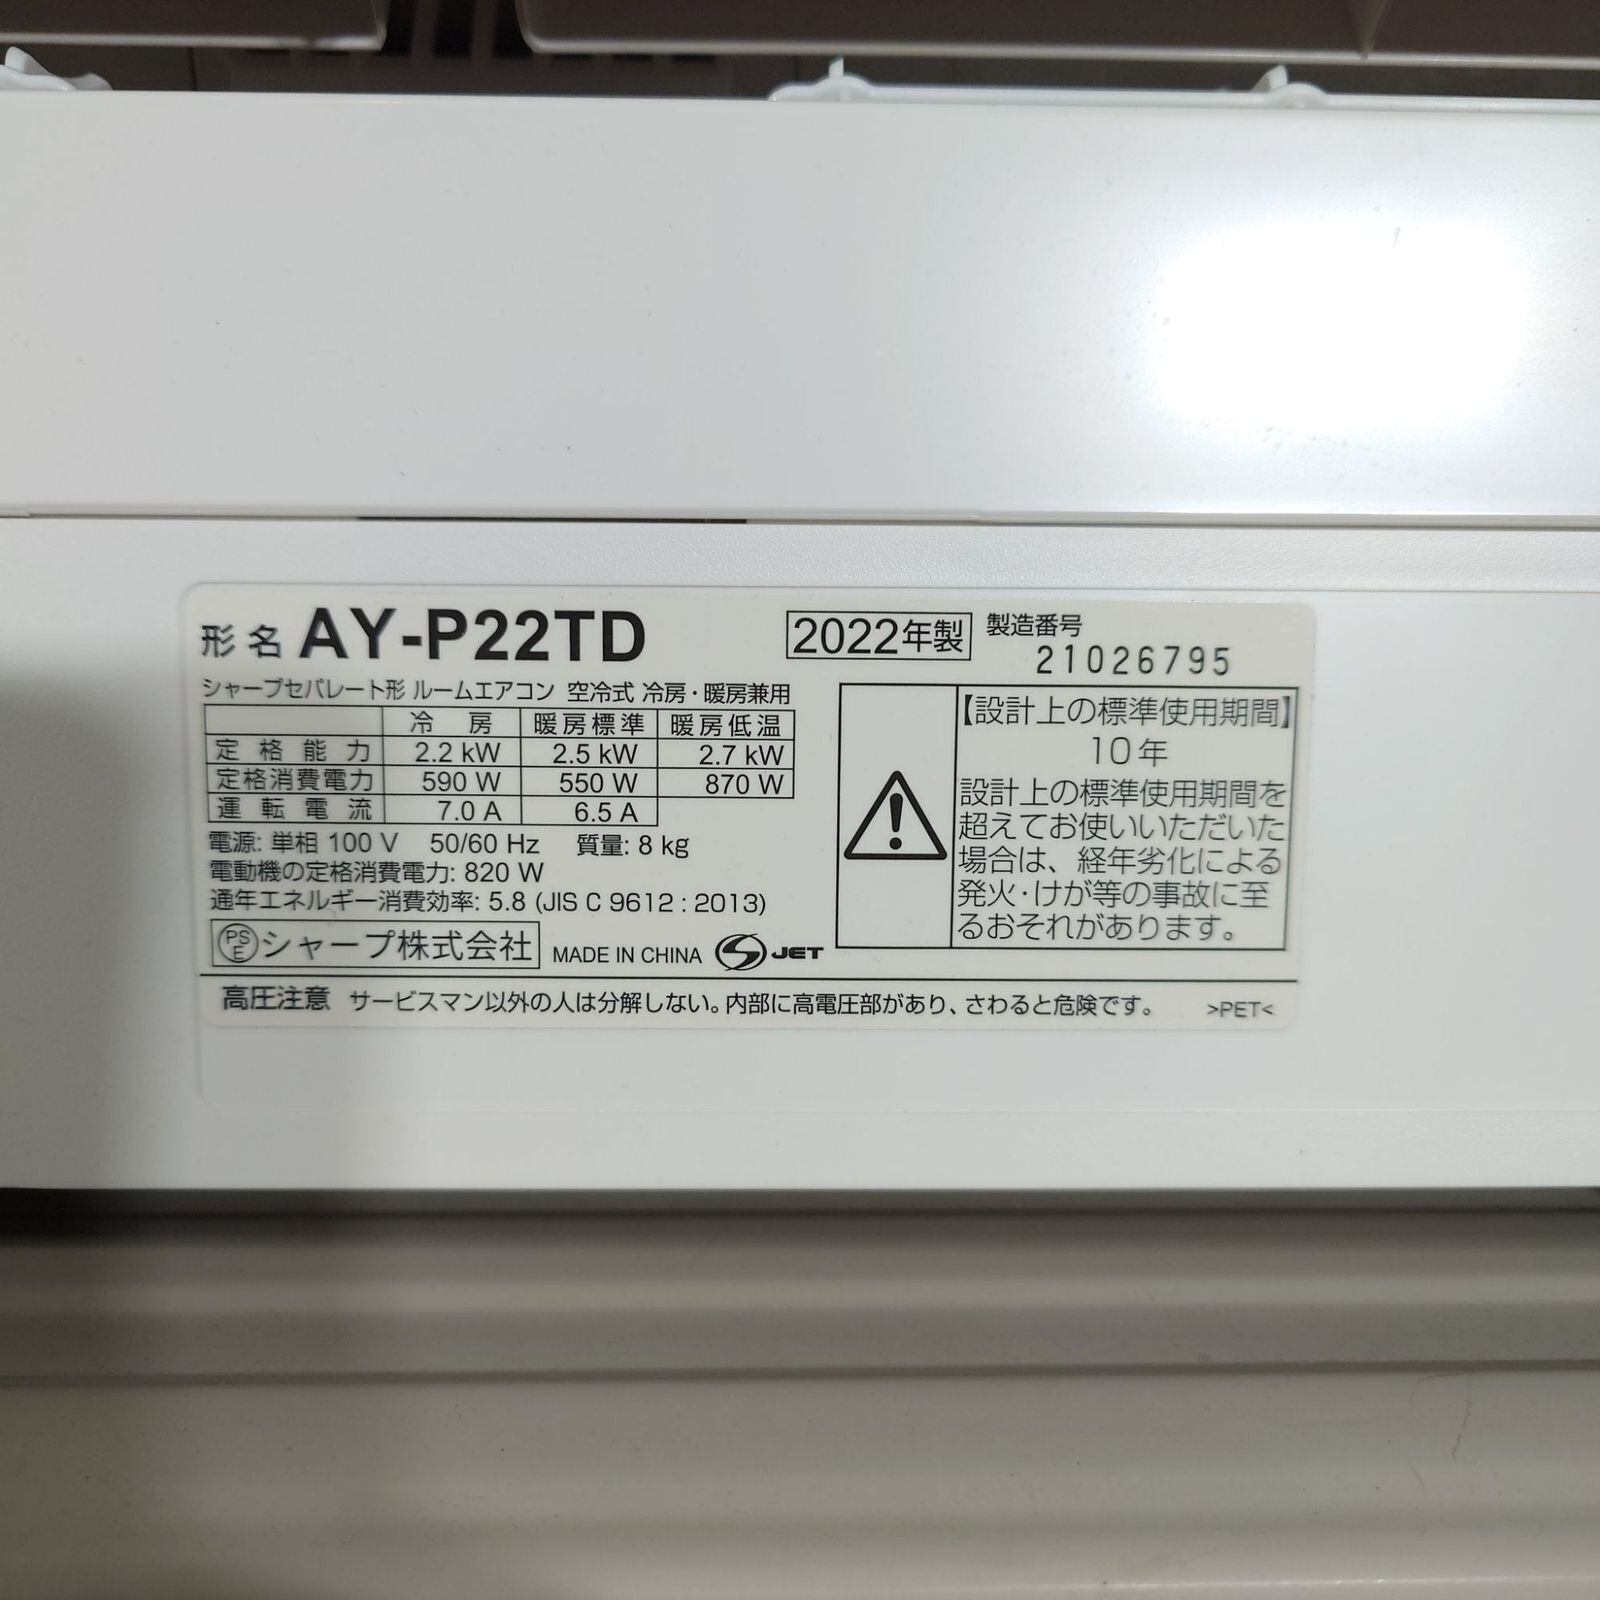 形名 AY-P22TD 2022年製 製造番号 21026795
シャープセパレート形 ルームエアコン 空冷式 冷房・暖房兼用
冷房 暖房標準 暖房低温
定格能力 2.2 kW 2.5 kW 2.7 kW
定格消費電力 590 W 550 W 870 W
運転電流 7.0 A 6.5 A
電源: 単相 100 V 50/60 Hz 質量: 8 kg
電動機の定格消費電力: 820 W
通年エネルギー消費効率: 5.8 (JIS C 9612 : 2013)
PSE シャープ株式会社 MADE IN CHINA S JET
【設計上の標準使用期間】
10年
設計上の標準使用期間を
超えてお使いいただいた
場合は、経年劣化による
発火・けが等の事故に至
るおそれがあります。
高圧注意 サービスマン以外の人は分解しない。内部に高電圧部があり、さわると危険です。 >PET<